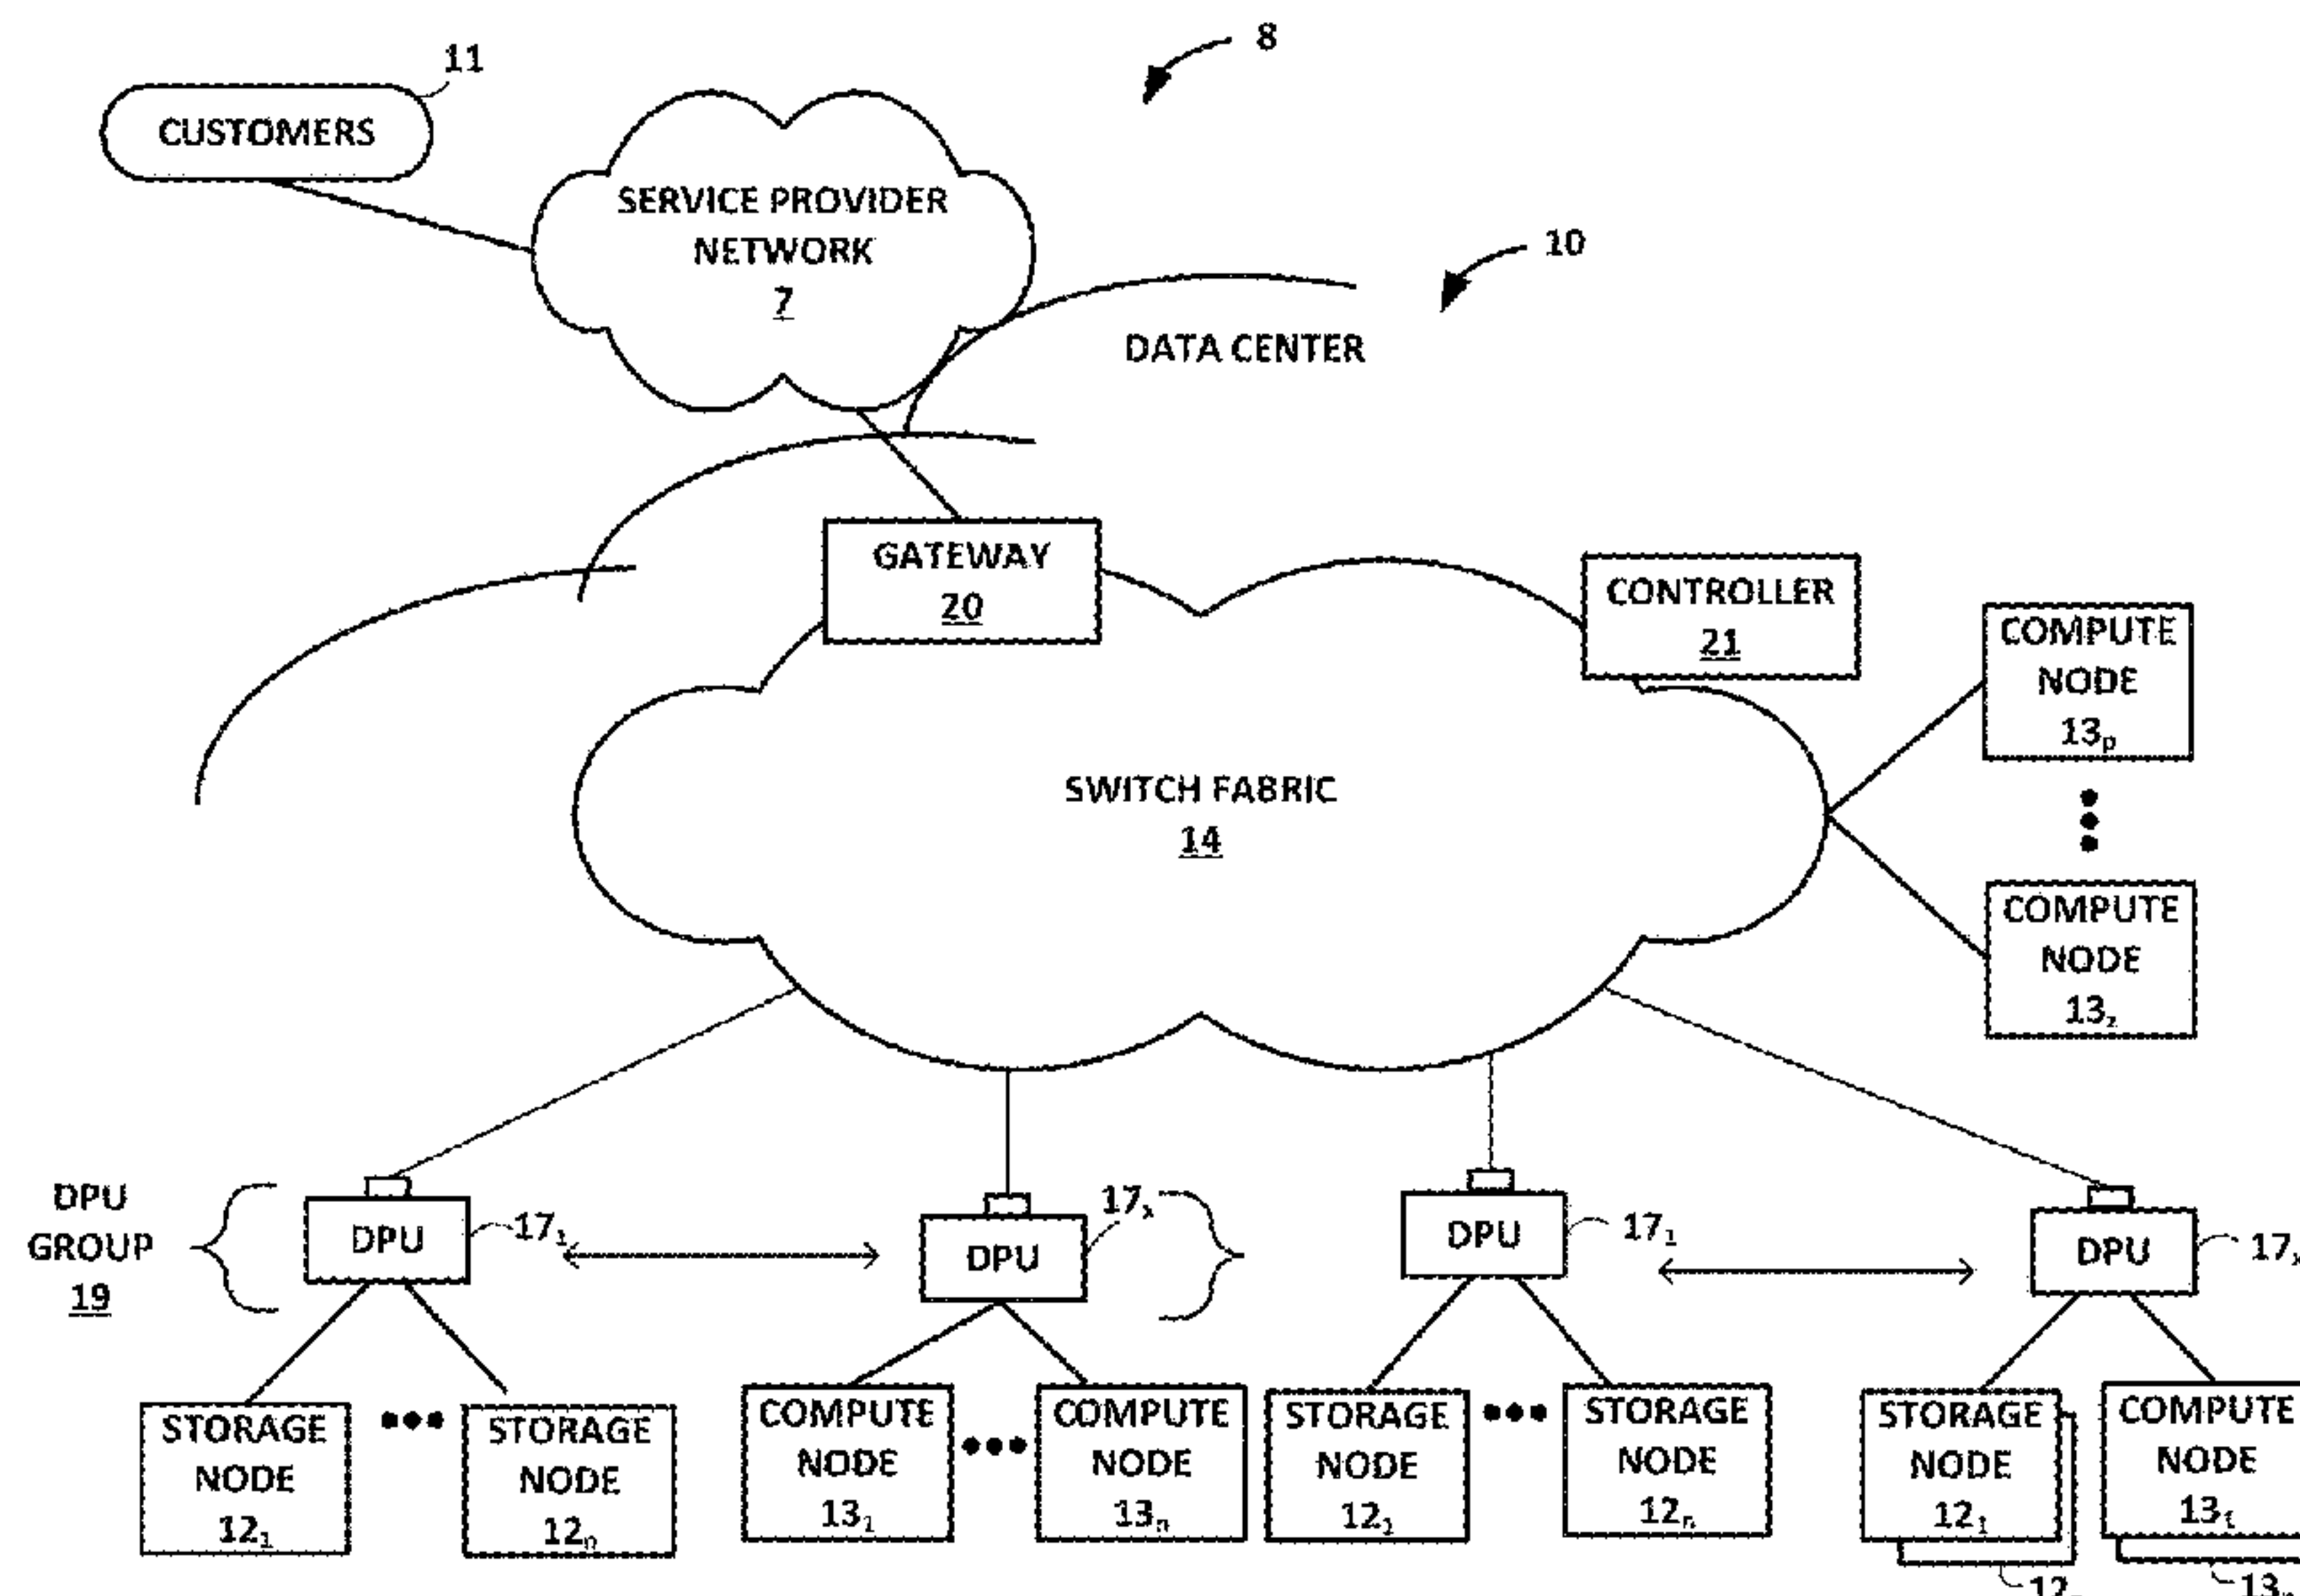 8
11
CUSTOMERS
SERVICE PROVIDER
NETWORK
7
10
DATA CENTER
GATEWAY
20
CONTROLLER
21
COMPUTE
NODE
13p
SWITCH FABRIC
14
COMPUTE
NODE
13z
DPU
GROUP
19
DPU
17₁
DPU
17ₓ
DPU
17₁
DPU
17ₓ
STORAGE
NODE
12₁
STORAGE
NODE
12ₙ
COMPUTE
NODE
13₁
COMPUTE
NODE
13ₙ
STORAGE
NODE
12₁
STORAGE
NODE
12ₙ
STORAGE
NODE
12₁
COMPUTE
NODE
13₁
12
13